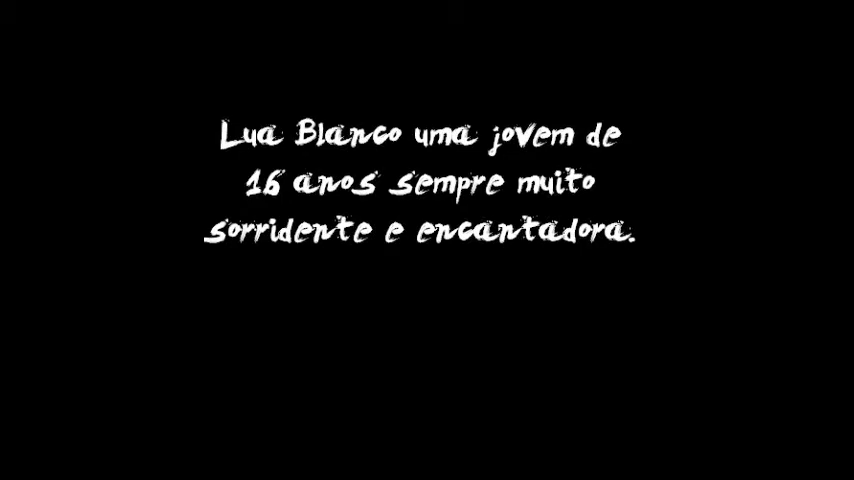 Lua Blanco uma jovem de
16 anos sempre muito
sorridente e encantadora.